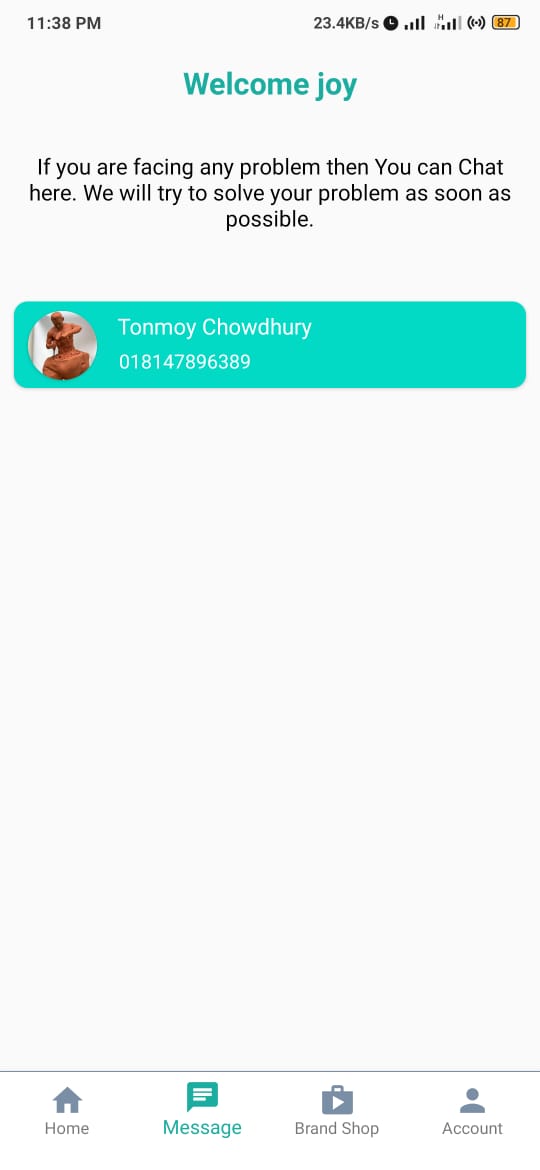 11:38 PM 23.4KB/s H 87
Welcome joy
If you are facing any problem then You can Chat
here. We will try to solve your problem as soon as
possible.
Tonmoy Chowdhury
018147896389
Home Message Brand Shop Account